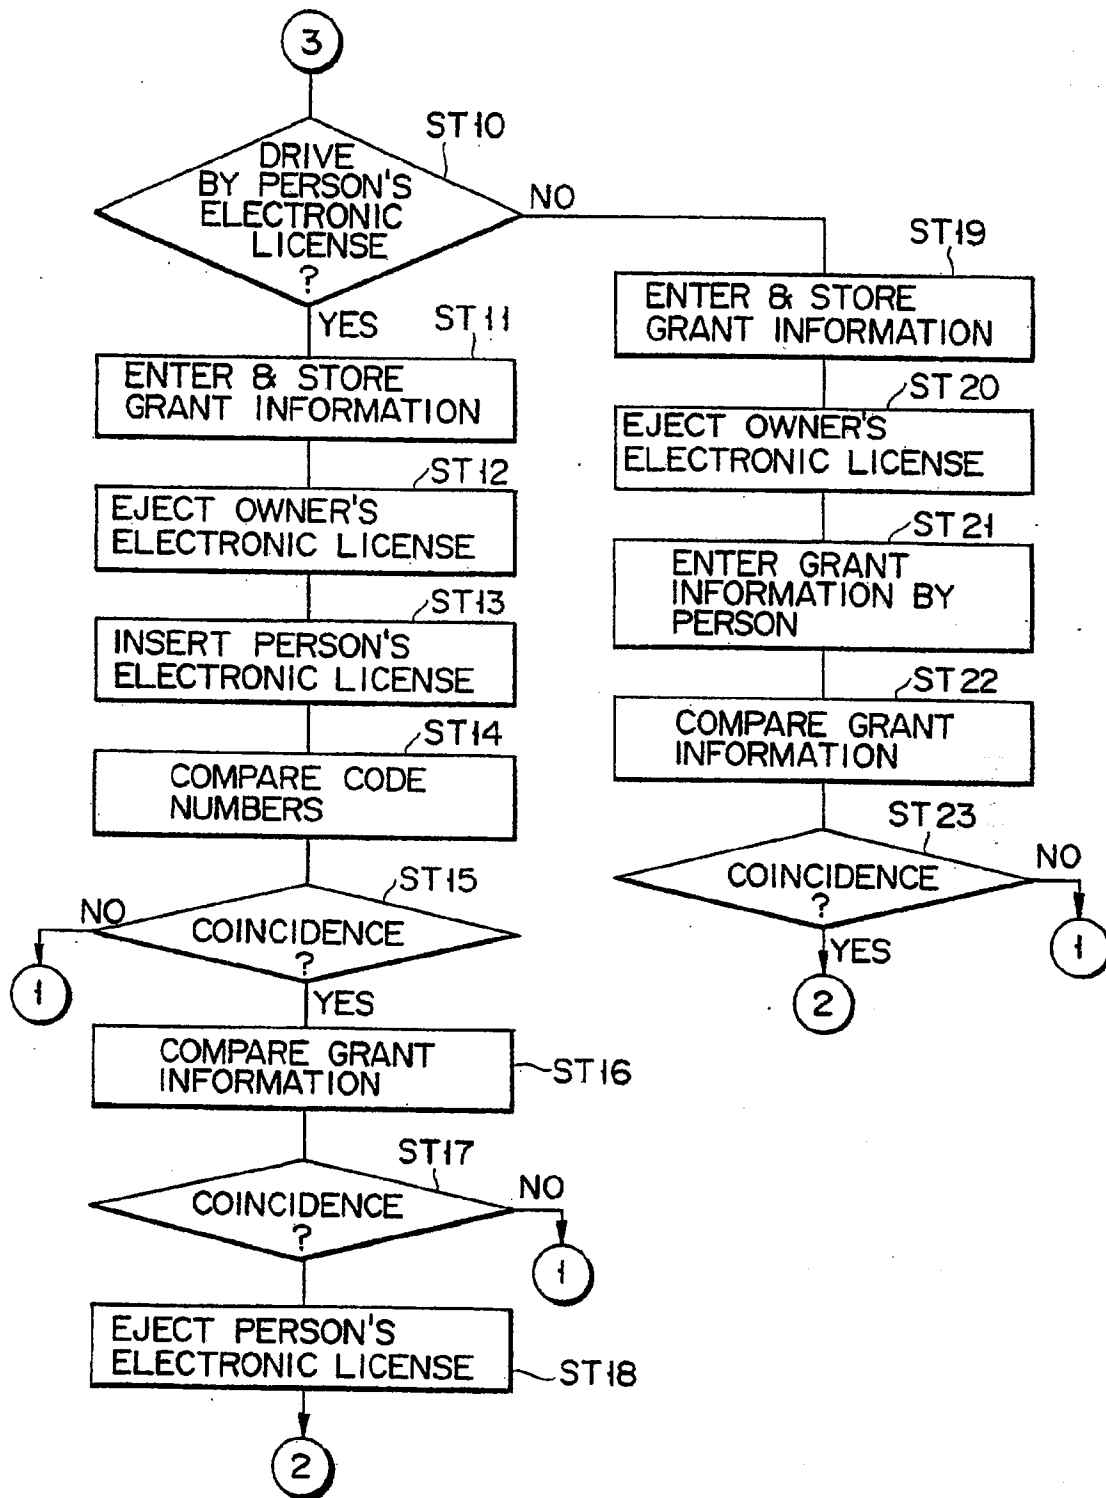 3
ST10
DRIVE
BY PERSON'S
ELECTRONIC
LICENSE
?
NO
YES
ST11
ENTER & STORE
GRANT INFORMATION
ST12
EJECT OWNER'S
ELECTRONIC LICENSE
ST13
INSERT PERSON'S
ELECTRONIC LICENSE
ST14
COMPARE CODE
NUMBERS
ST15
NO
COINCIDENCE
?
1
YES
COMPARE GRANT
INFORMATION
ST16
ST17
COINCIDENCE
?
NO
1
EJECT PERSON'S
ELECTRONIC LICENSE
ST18
2
ST19
ENTER & STORE
GRANT INFORMATION
ST20
EJECT OWNER'S
ELECTRONIC LICENSE
ST21
ENTER GRANT
INFORMATION BY
PERSON
ST22
COMPARE GRANT
INFORMATION
ST23
COINCIDENCE
?
NO
1
YES
2